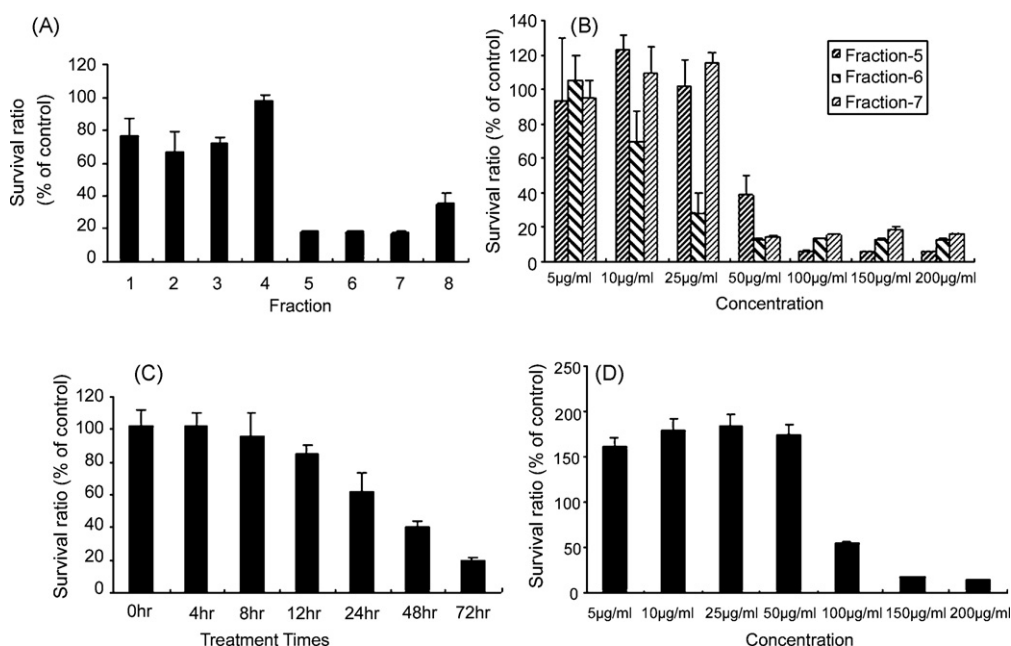 (A)
Survival ratio
(% of control)
120
100
80
60
40
20
0
1 2 3 4 5 6 7 8
Fraction
(B)
Survival ratio (% of control)
140
120
100
80
60
40
20
0
Fraction-5
Fraction-6
Fraction-7
5µg/ml 10µg/ml 25µg/ml 50µg/ml 100µg/ml 150µg/ml 200µg/ml
Concentration
(C)
Survival ratio (% of control)
120
100
80
60
40
20
0
0hr 4hr 8hr 12hr 24hr 48hr 72hr
Treatment Times
(D)
Survival ratio (% of control)
250
200
150
100
50
0
5µg/ml 10µg/ml 25µg/ml 50µg/ml 100µg/ml 150µg/ml 200µg/ml
Concentration